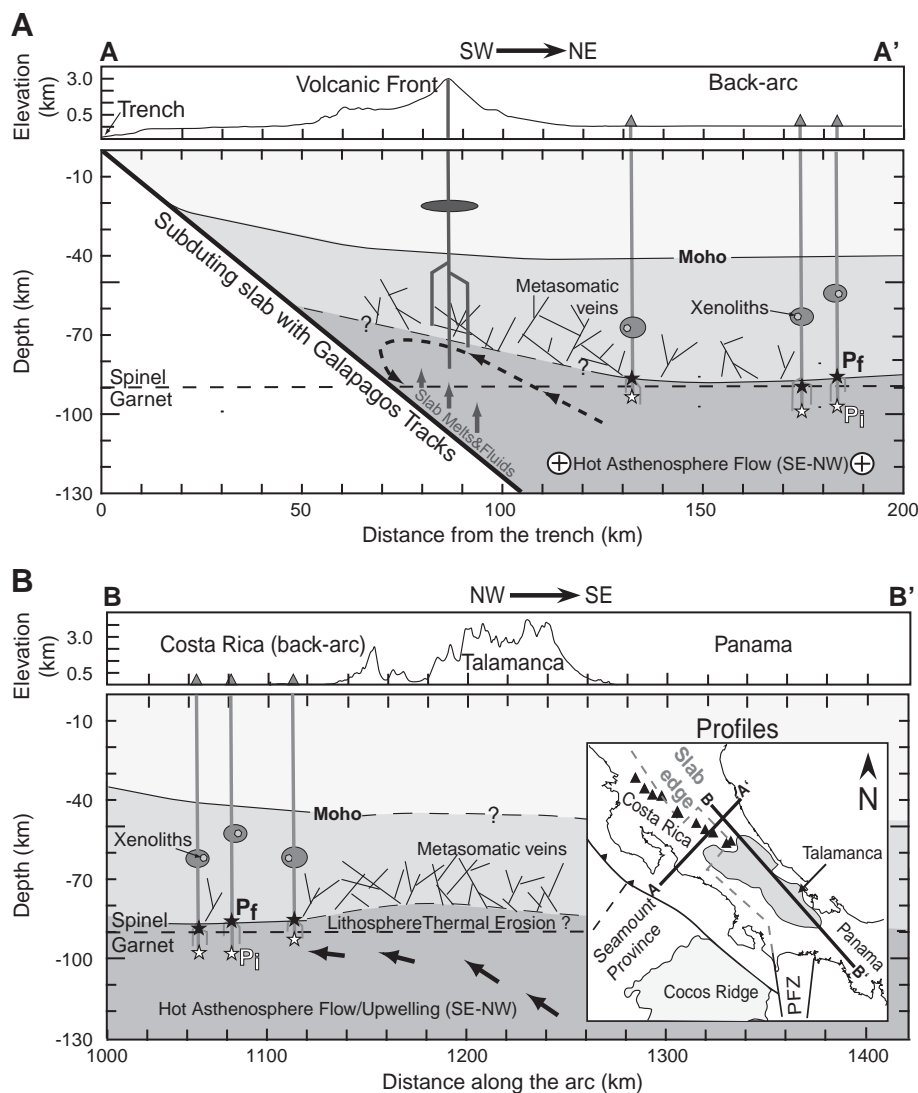 A
A
SW NE
A'
Elevation
(km)
3.0
0.5
Trench
Volcanic Front
Back-arc
Depth (km)
-10
-40
-70
-100
-130
Moho
Metasomatic
veins
Xenoliths
?
?
Pf
Pi
Spinel
Garnet
Subduting slab with Galapagos Tracks
Slab Melts&Fluids
Hot Asthenosphere Flow (SE-NW)
0 50 100 150 200
Distance from the trench (km)
B
B
NW SE
B'
Elevation
(km)
3.0
0.5
Costa Rica (back-arc)
Talamanca
Panama
Depth (km)
-10
-40
-70
-100
-130
Moho
?
Xenoliths
Metasomatic veins
Pf
Pi
Spinel
Garnet
LithosphereThermal Erosion ?
Hot Asthenosphere Flow/Upwelling (SE-NW)
Profiles
N
Slab
edge
Costa Rica
B
A'
A
Talamanca
Seamount
Province
Panama
B'
Cocos Ridge
PFZ
1000 1100 1200 1300 1400
Distance along the arc (km)